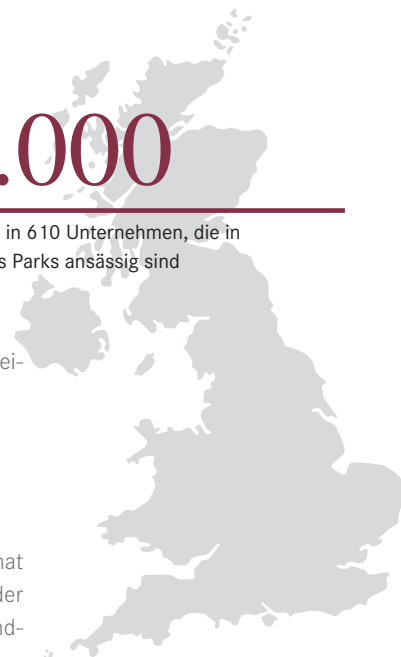 .000
in 610 Unternehmen, die in
s Parks ansässig sind
ei-
hat
der
nd-